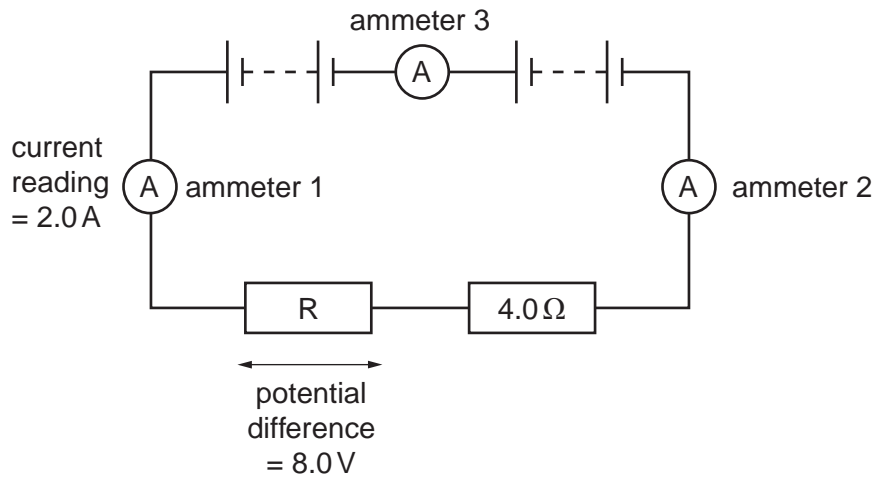 ammeter 3
A
current
reading
= 2.0 A
A
ammeter 1
A
ammeter 2
R
4.0 Ω
potential
difference
= 8.0 V